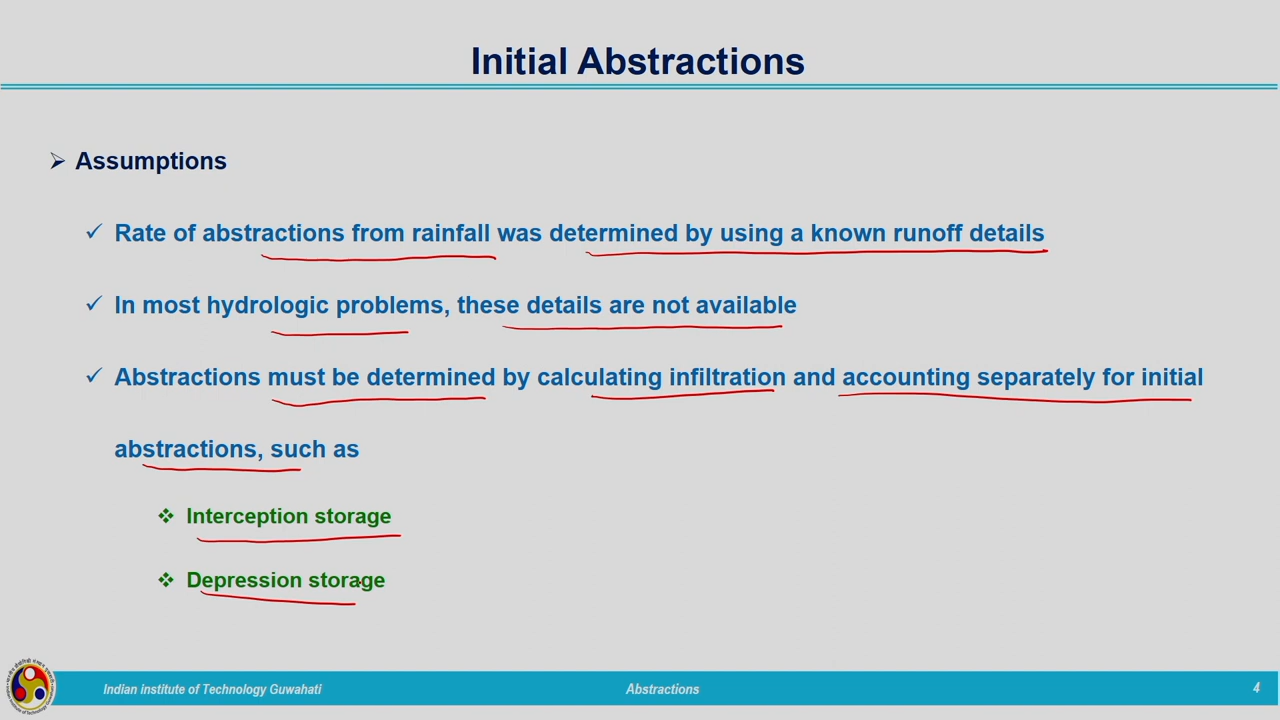 Initial Abstractions
Assumptions
Rate of abstractions from rainfall was determined by using a known runoff details
In most hydrologic problems, these details are not available
Abstractions must be determined by calculating infiltration and accounting separately for initial
abstractions, such as
Interception storage
Depression storage
Indian institute of Technology Guwahati
Abstractions
4